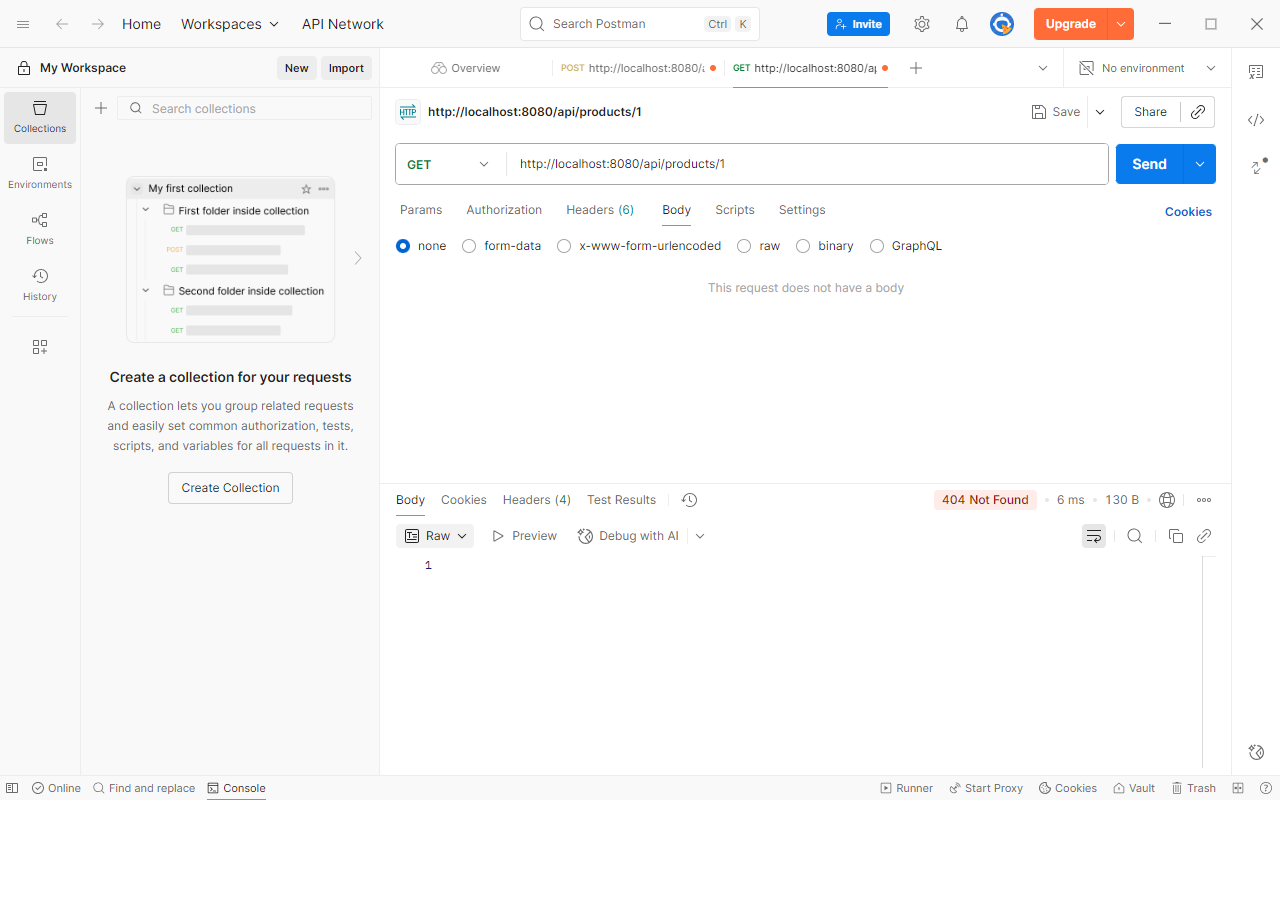 Home
Workspaces
API Network
Search Postman
Ctrl
K
Invite
Upgrade
My Workspace
New
Import
Overview
POST http://localhost:8080/a
GET http://localhost:8080/ap
No environment
Collections
Search collections
HTTP
http://localhost:8080/api/products/1
Save
Share
GET
http://localhost:8080/api/products/1
Send
Environments
My first collection
First folder inside collection
GET
POST
GET
Second folder inside collection
GET
GET
Params
Authorization
Headers (6)
Body
Scripts
Settings
Cookies
none
form-data
x-www-form-urlencoded
raw
binary
GraphQL
This request does not have a body
Flows
History
Create a collection for your requests
A collection lets you group related requests
and easily set common authorization, tests,
scripts, and variables for all requests in it.
Create Collection
Body
Cookies
Headers (4)
Test Results
404 Not Found
6 ms
130 B
Raw
Preview
Debug with AI
1
Online
Find and replace
Console
Runner
Start Proxy
Cookies
Vault
Trash